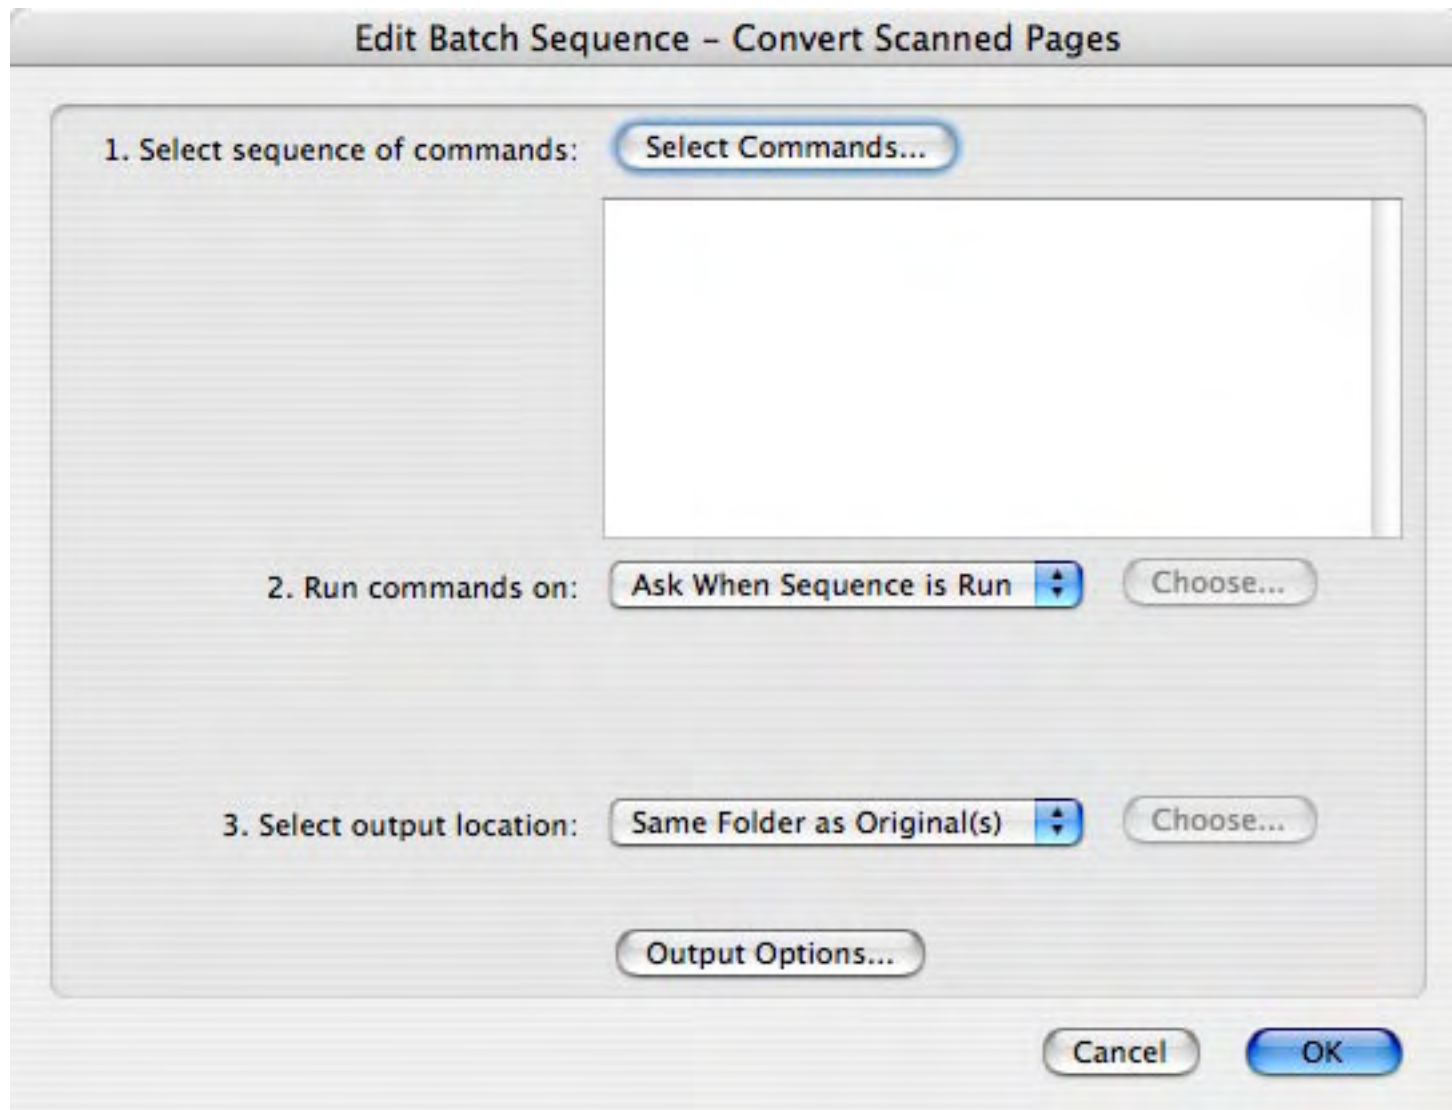 Edit Batch Sequence – Convert Scanned Pages
1. Select sequence of commands: Select Commands...
2. Run commands on: Ask When Sequence is Run Choose...
3. Select output location: Same Folder as Original(s) Choose...
Output Options...
Cancel OK